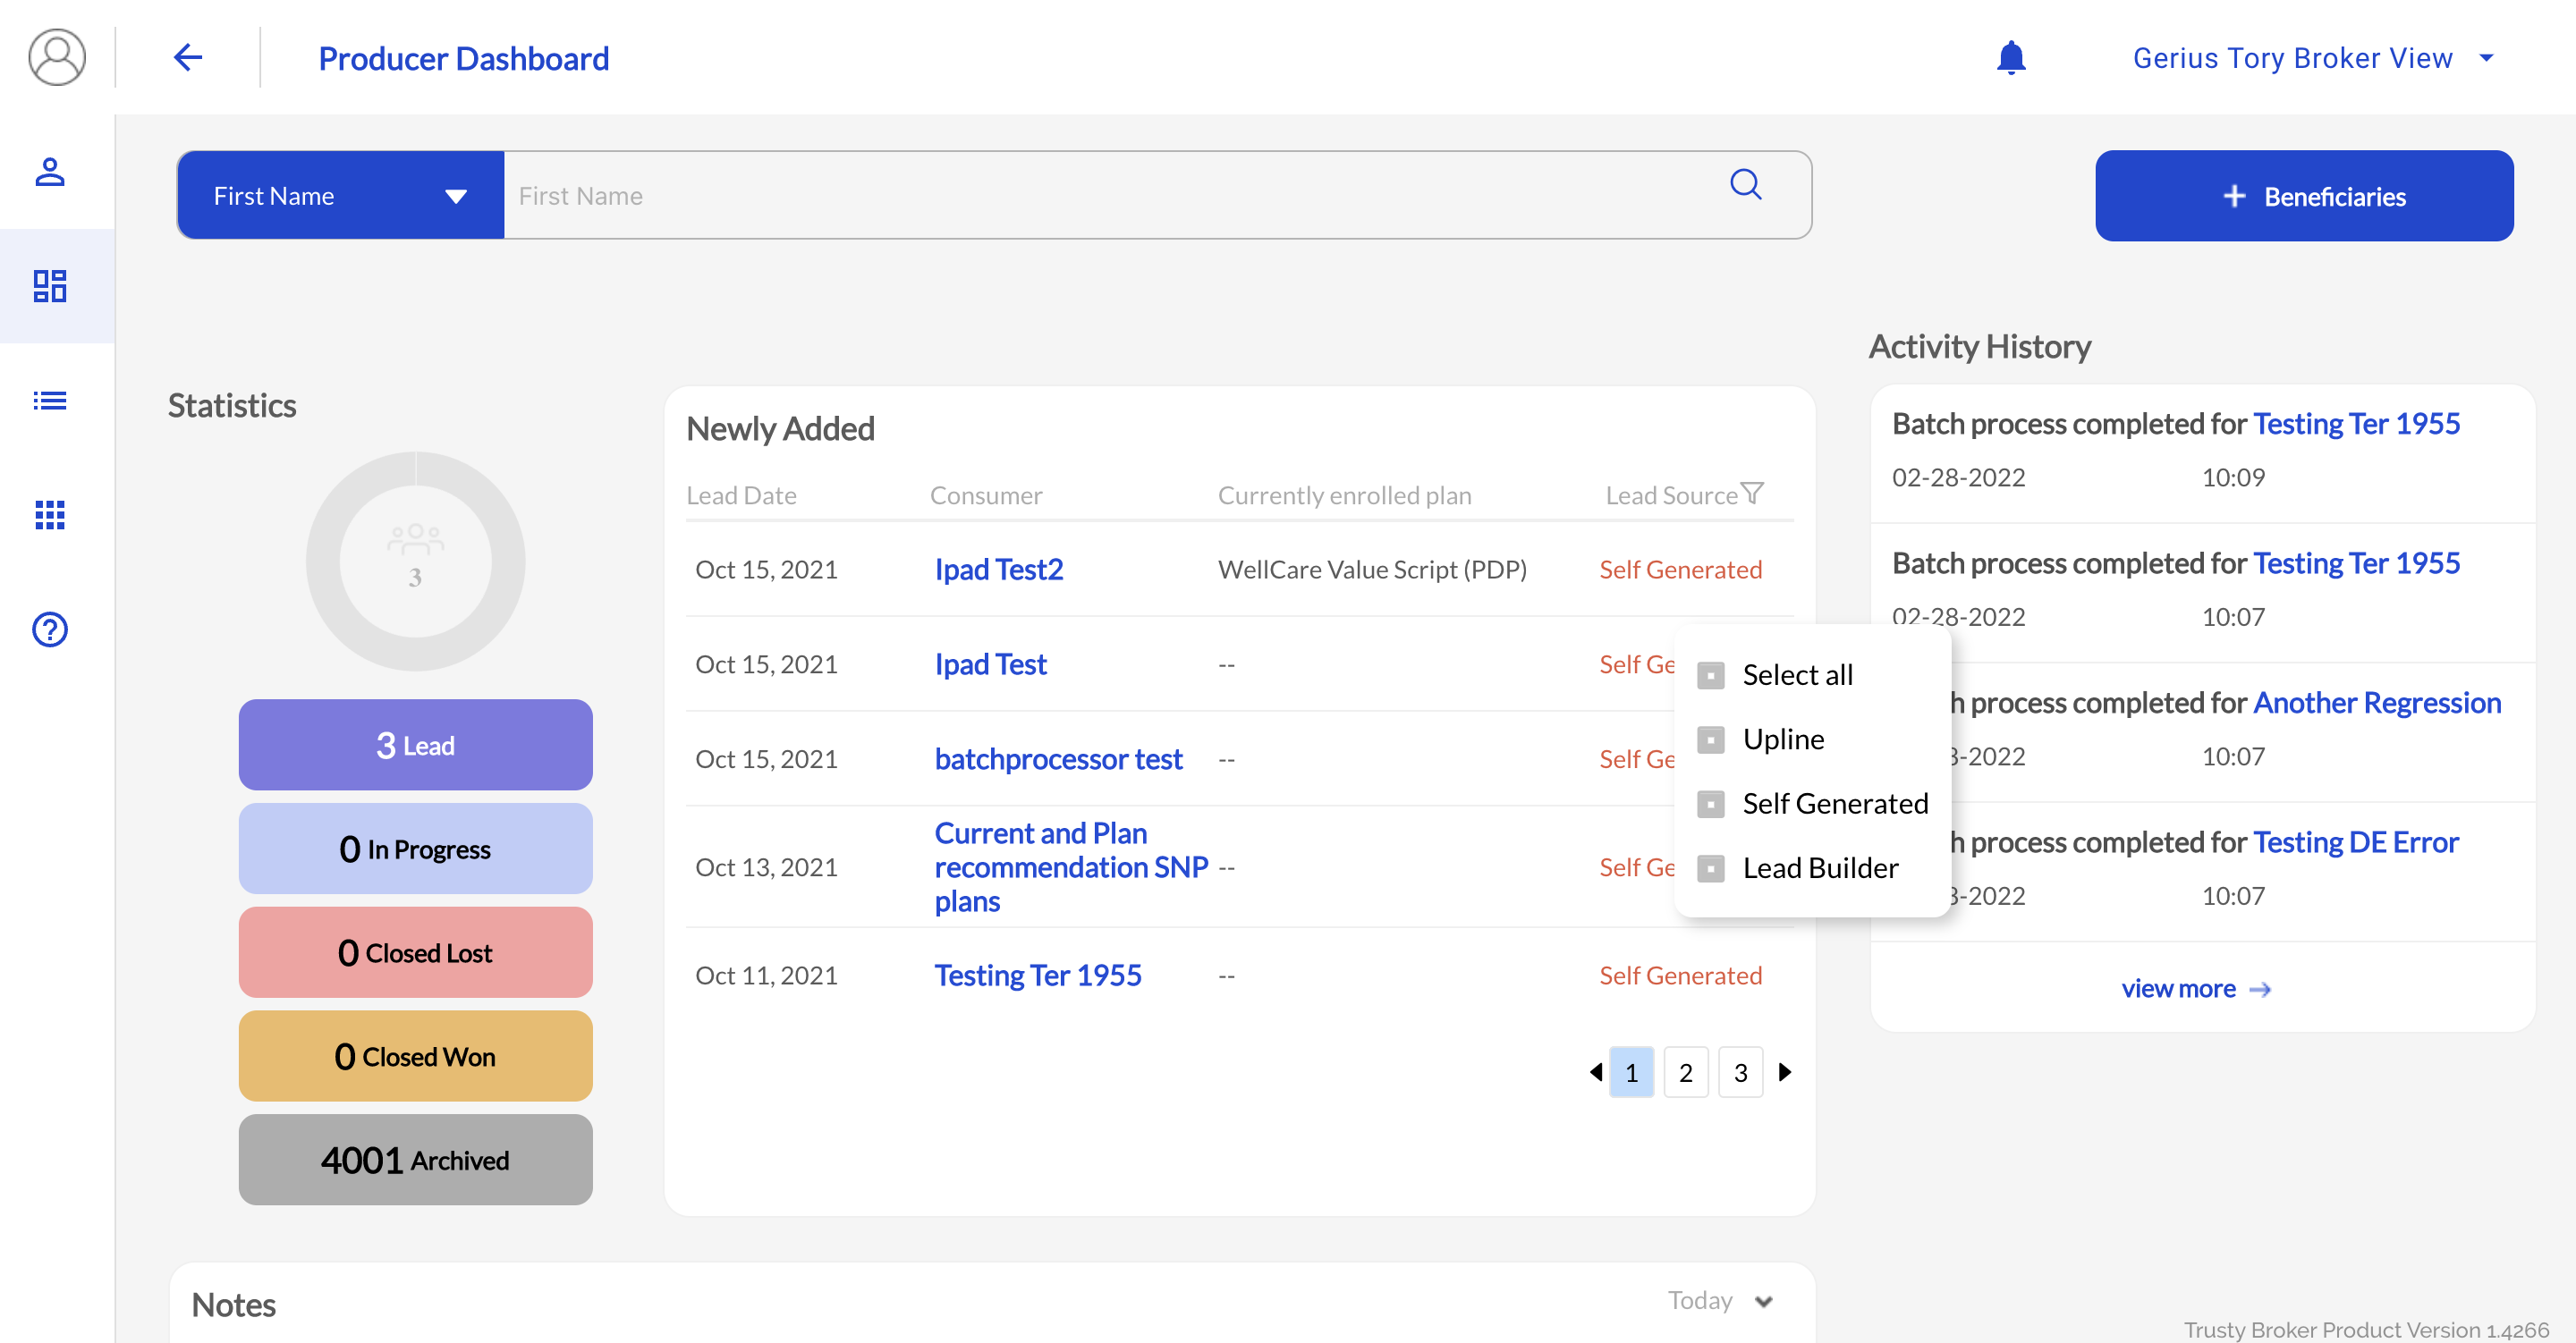 Producer Dashboard
Gerius Tory Broker View
First Name
First Name
+ Beneficiaries
Statistics
3
3 Lead
0 In Progress
0 Closed Lost
0 Closed Won
4001 Archived
Newly Added
Lead Date Consumer Currently enrolled plan Lead Source
Oct 15, 2021 Ipad Test2 WellCare Value Script (PDP) Self Generated
Oct 15, 2021 Ipad Test -- Self Ge
Oct 15, 2021 batchprocessor test -- Self Ge
Current and Plan
Oct 13, 2021 recommendation SNP -- Self Ge
plans
Oct 11, 2021 Testing Ter 1955 -- Self Generated
1 2 3
Select all
Upline
Self Generated
Lead Builder
Activity History
Batch process completed for Testing Ter 1955
02-28-2022 10:09
Batch process completed for Testing Ter 1955
02-28-2022 10:07
h process completed for Another Regression
8-2022 10:07
h process completed for Testing DE Error
8-2022 10:07
view more
Notes
Today
Trusty Broker Product Version 1.4266